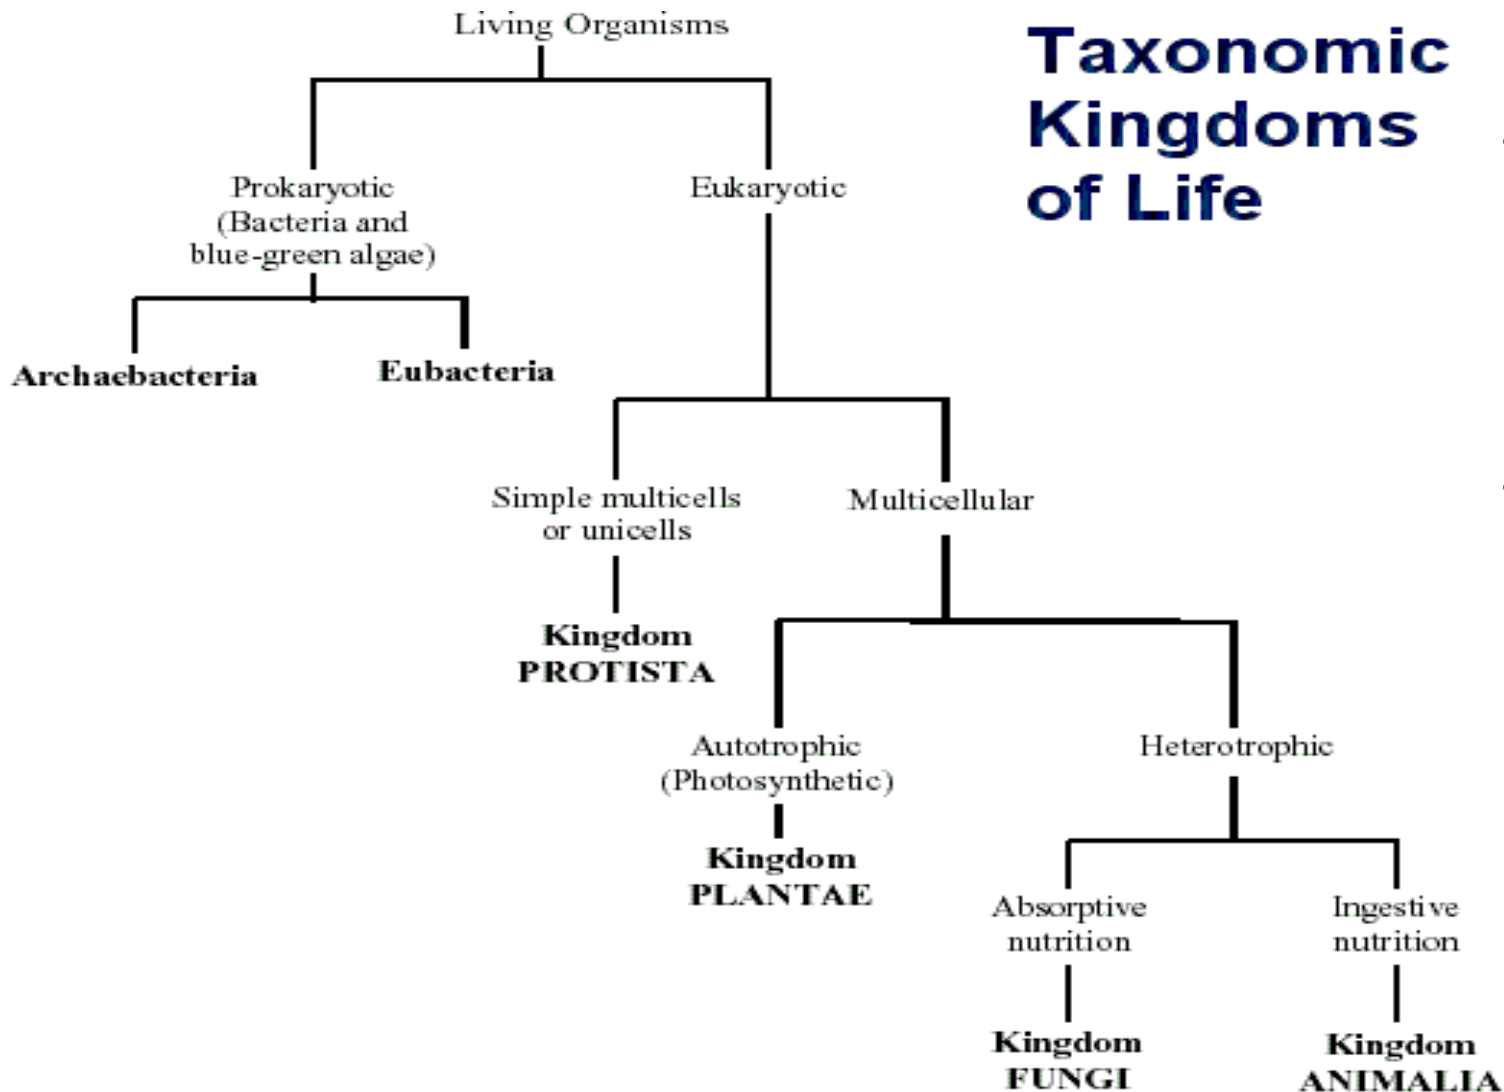 Living Organisms
Taxonomic
Kingdoms
of Life
Prokaryotic
(Bacteria and
blue-green algae)
Eukaryotic
Archaebacteria
Eubacteria
Simple multicells
or unicells
Multicellular
Kingdom
PROTISTA
Autotrophic
(Photosynthetic)
Heterotrophic
Kingdom
PLANTAE
Absorptive
nutrition
Ingestive
nutrition
Kingdom
FUNGI
Kingdom
ANIMALIA